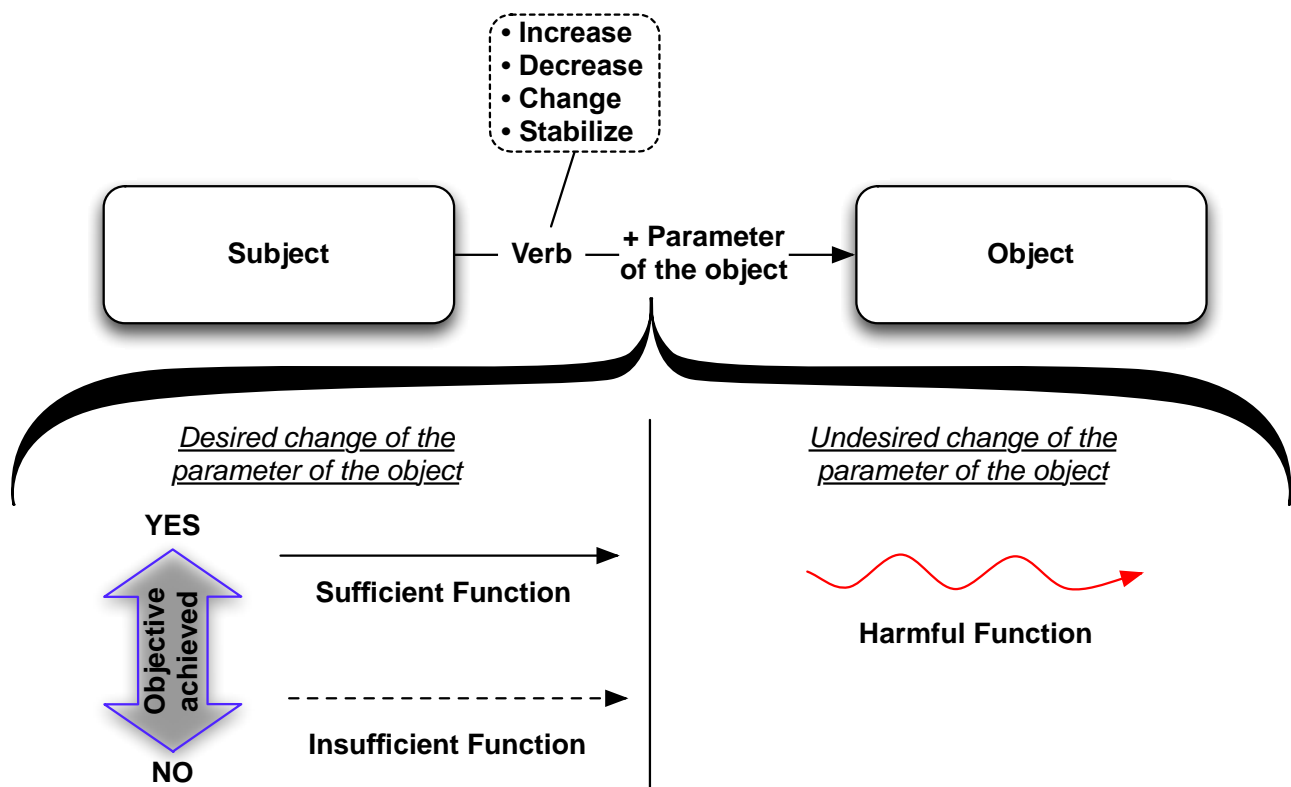 • Increase
• Decrease
• Change
• Stabilize
Subject
Verb
+ Parameter
of the object
Object
Desired change of the
parameter of the object
Undesired change of the
parameter of the object
YES
Objective
achieved
NO
Sufficient Function
Insufficient Function
Harmful Function